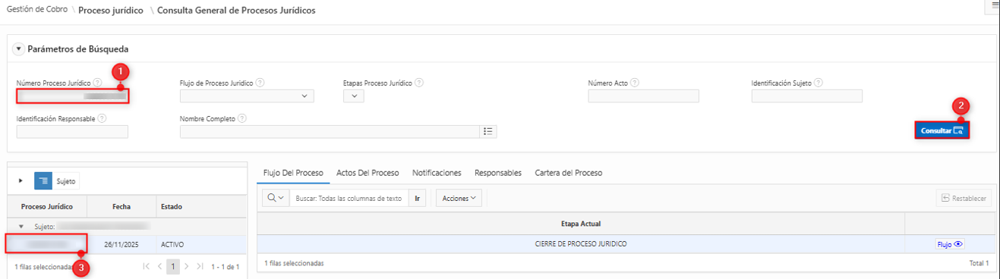 Gestión de Cobro \ Proceso jurídico \ Consulta General de Procesos Jurídicos
Parámetros de Búsqueda
1
Número Proceso Jurídico ? Flujo de Proceso Juridico ? Etapas Proceso Jurídico ? Número Acto ? Identificación Sujeto ?
2
Identificación Responsable ? Nombre Completo ?
Consultar
Sujeto
Flujo Del Proceso Actos Del Proceso Notificaciones Responsables Cartera del Proceso
Buscar: Todas las columnas de texto Ir Acciones Restablecer
Proceso Jurídico Fecha Estado
Etapa Actual
Sujeto:
26/11/2025 ACTIVO
CIERRE DE PROCESO JURIDICO Flujo
1 filas seleccionadas 3 1 1 - 1 de 1
1 filas seleccionadas Total 1